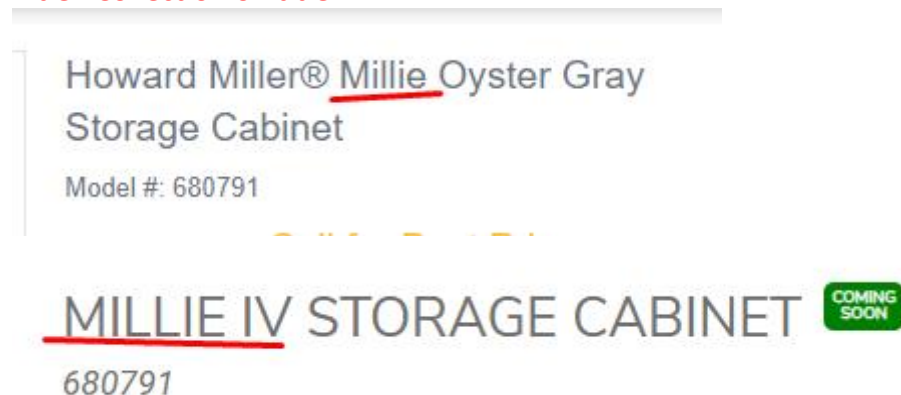 Howard Miller® Millie Oyster Gray
Storage Cabinet
Model #: 680791
MILLIE IV STORAGE CABINET COMING SOON
680791